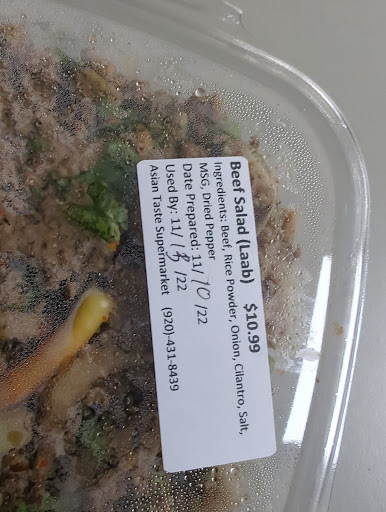 Beef Salad (Laab) $10.99
Ingredients: Beef, Rice Powder, Onion, Cilantro, Salt,
MSG, Dried Pepper
Date Prepared: 11/10/22
Used By: 11/13/22
Asian Taste Supermarket (920)-431-8439